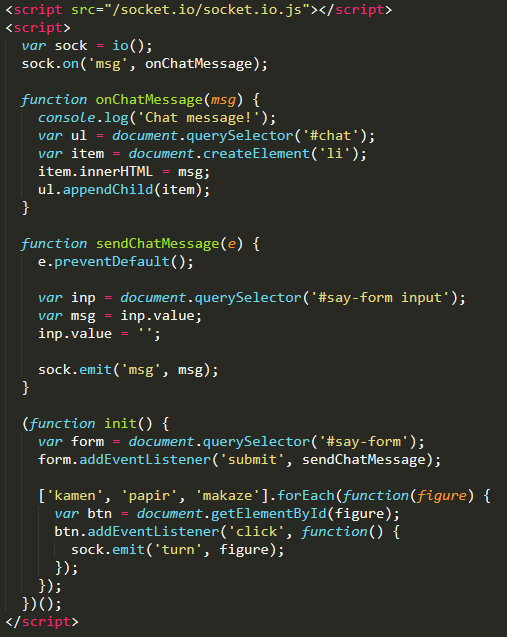 <script src="/socket.io/socket.io.js"></script>
<script>
  var sock = io();
  sock.on('msg', onChatMessage);

  function onChatMessage(msg) {
    console.log('Chat message!');
    var ul = document.querySelector('#chat');
    var item = document.createElement('li');
    item.innerHTML = msg;
    ul.appendChild(item);
  }

  function sendChatMessage(e) {
    e.preventDefault();

    var inp = document.querySelector('#say-form input');
    var msg = inp.value;
    inp.value = '';

    sock.emit('msg', msg);
  }

  (function init() {
    var form = document.querySelector('#say-form');
    form.addEventListener('submit', sendChatMessage);

    ['kamen', 'papir', 'makaze'].forEach(function(figure) {
      var btn = document.getElementById(figure);
      btn.addEventListener('click', function() {
        sock.emit('turn', figure);
      });
    });
  })();
</script>